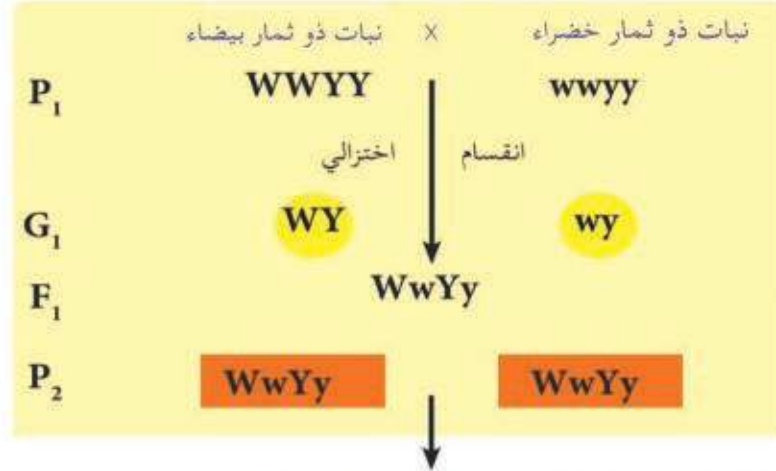 نبات ذو ثمار خضراء × نبات ذو ثمار بيضاء
P₁ WWYY wwyy
انقسام اختزالي
G₁ WY wy
F₁ WwYy
P₂ WwYy WwYy